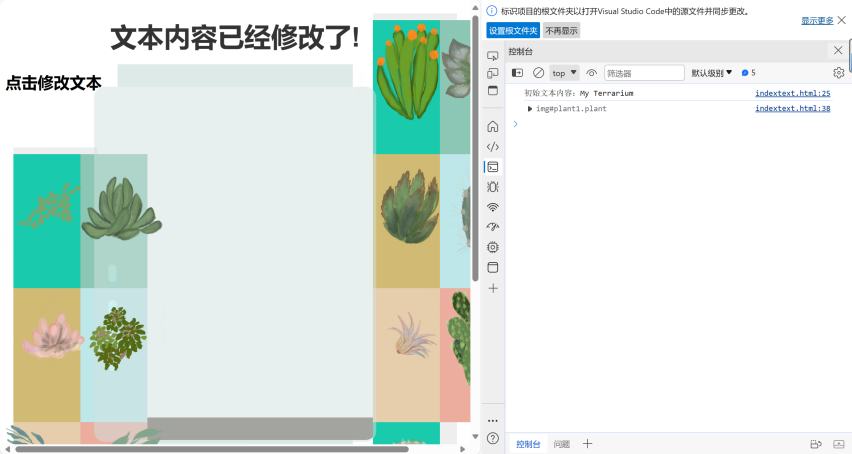 文本内容已经修改了!
点击修改文本
标识项目的根文件夹以打开Visual Studio Code中的源文件并同步更改。
显示更多
设置根文件夹 不再显示
控制台
top 筛选器 默认级别 5
初始文本内容: My Terrarium indextext.html:25
img#plant1.plant indextext.html:38
控制台 问题